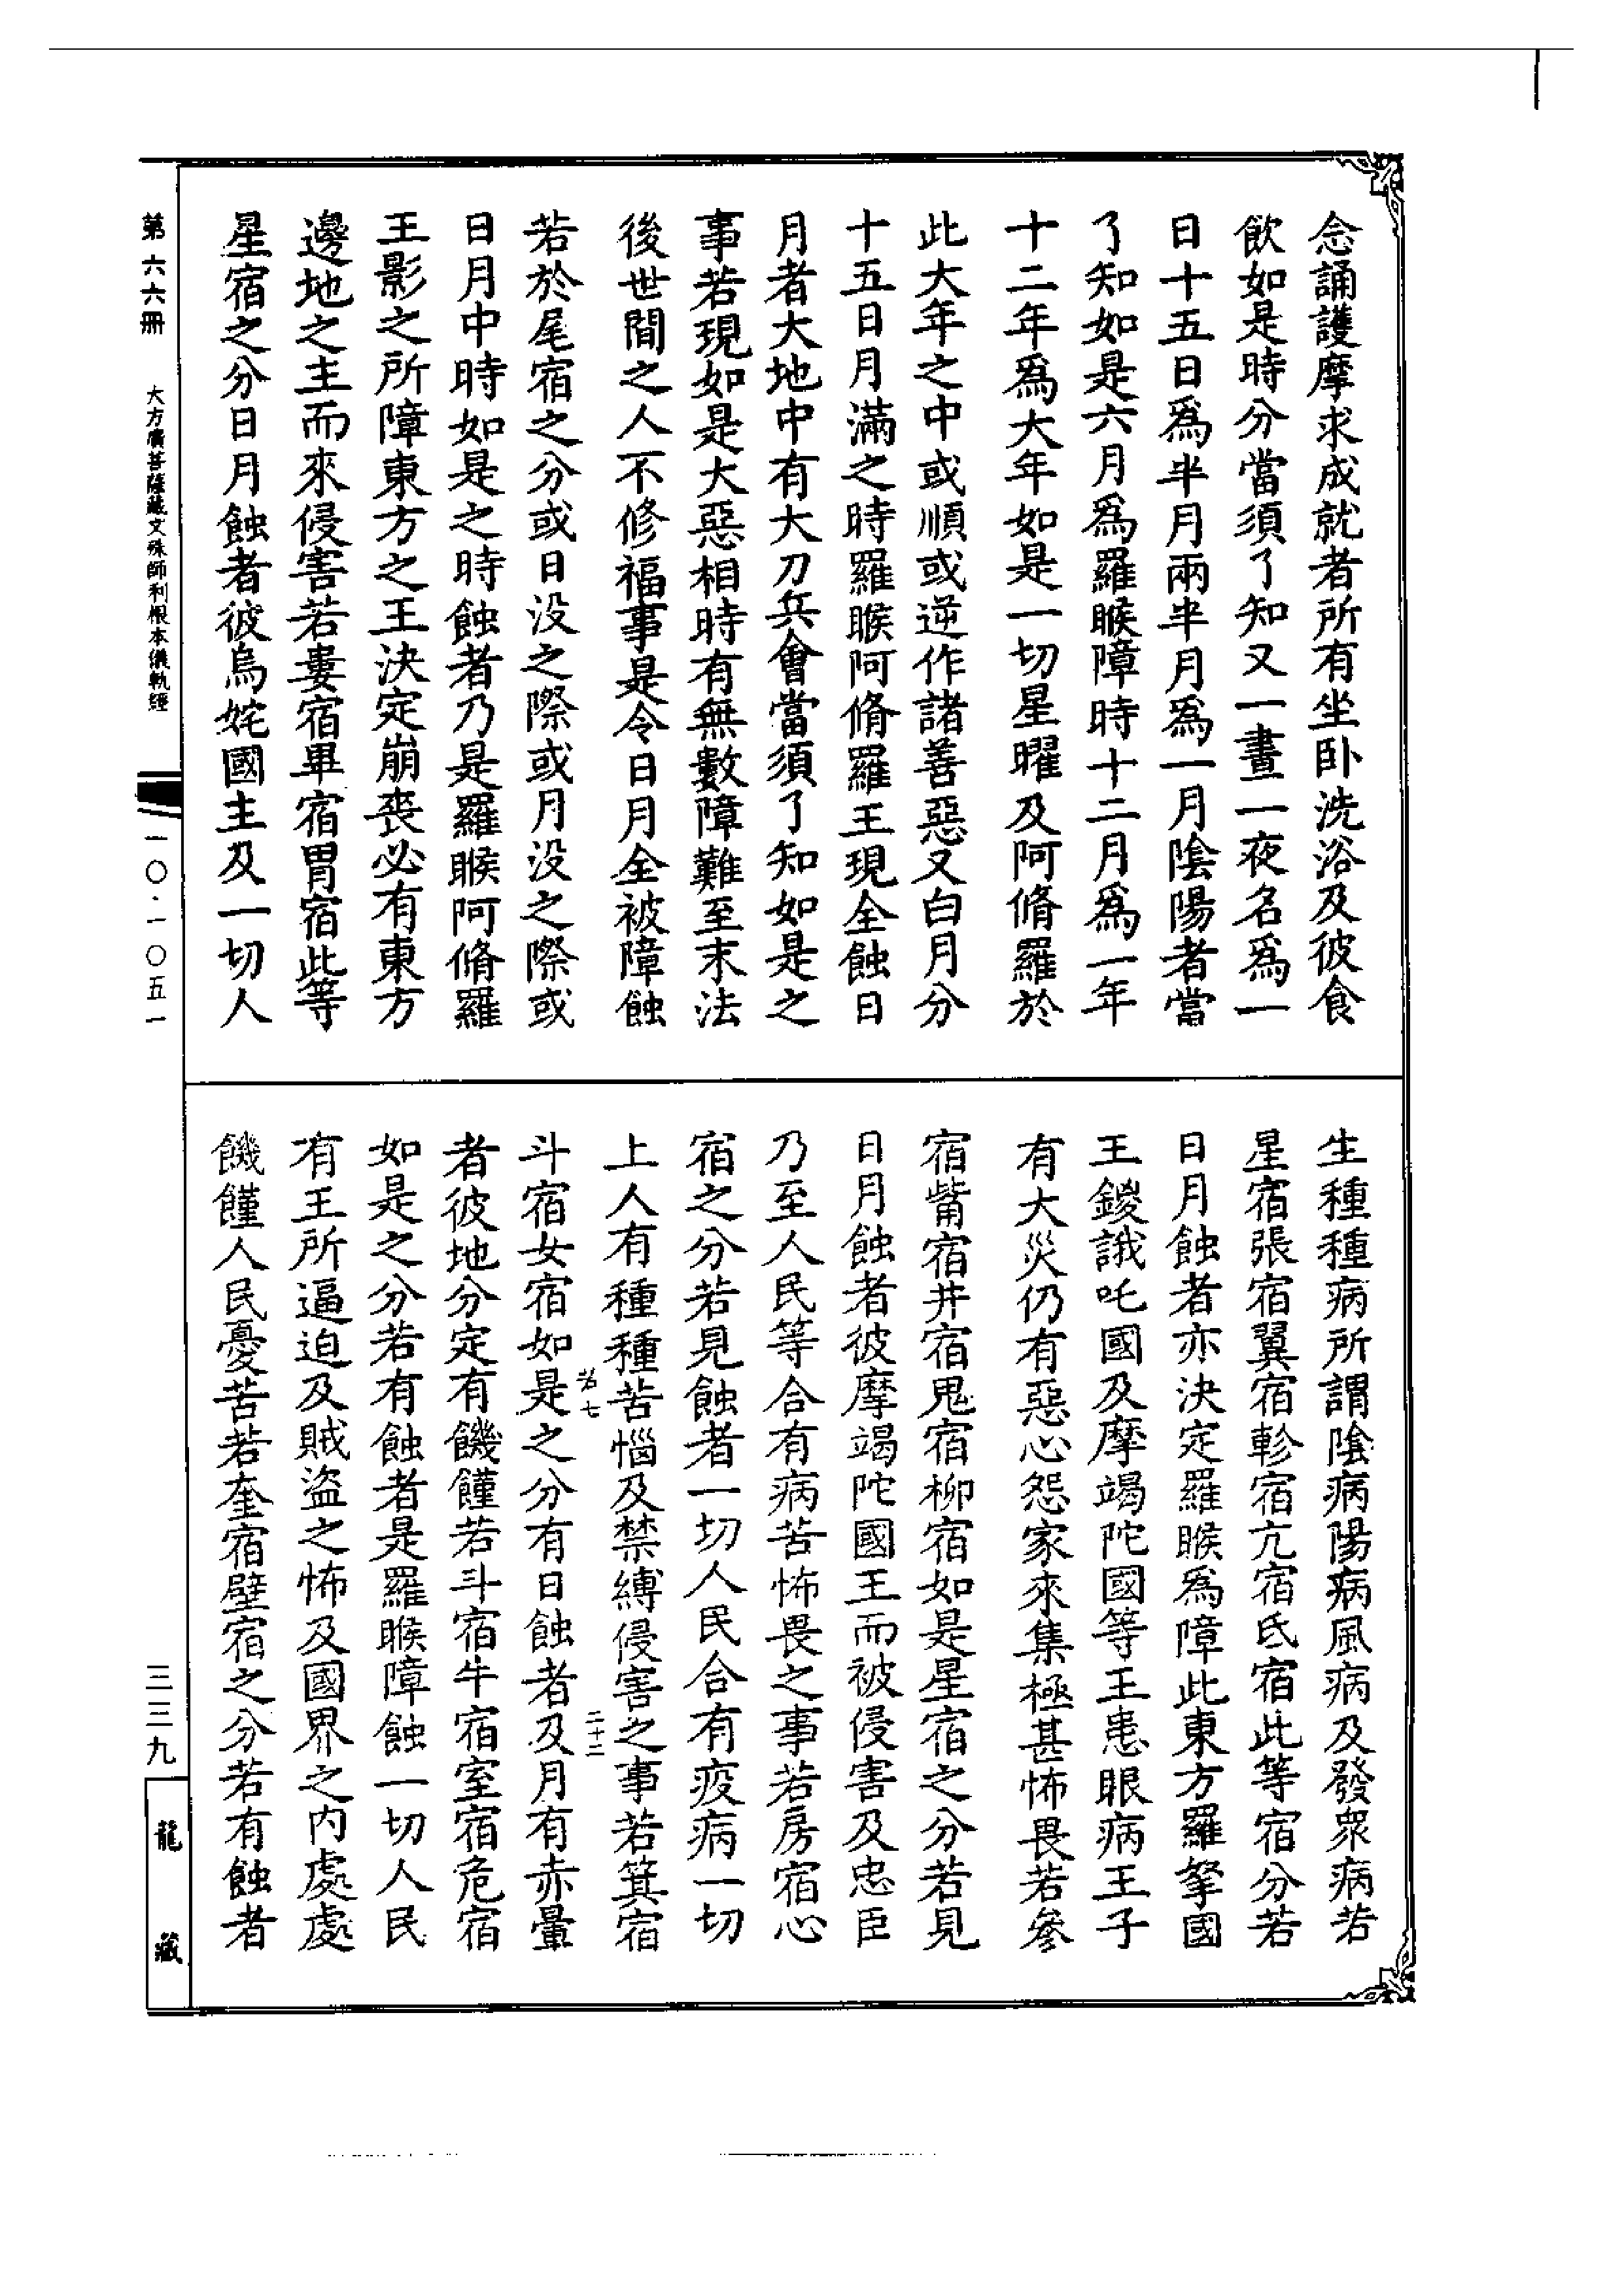 念誦護摩求成就者所有坐卧洗浴及彼食
飲如是時分當須了知又一晝一夜名爲一
日十五日爲半月兩半月爲一月隂陽者當
了知如是六月爲羅睺障時十二月爲一年
十二年爲大年如是一切星曜及阿脩羅於
此大年之中或順或逆作諸善惡又白月分
十五日月滿之時羅睺阿脩羅王現全蝕日
月者大地中有大刀兵會當須了知如是之
事若現如是大惡相時有無數障難至末法
後世間之人不修福事是令日月全被障蝕
若於尾宿之分或日没之際或月没之際或
日月中時如是之時蝕者乃是羅睺阿脩羅
王影之所障東方之王決定崩喪必有東方
邊地之主而來侵害若婁宿畢宿胃宿此等
星宿之分日月蝕者彼烏姹國主及一切人
生種種病所謂隂病陽病風病及發眾病若
星宿張宿翼宿軫宿亢宿氐宿此等宿分若
日月蝕者亦決定羅睺爲障此東方羅拏國
王鍐誐吒國及摩竭陀國等王患眼病王子
有大災仍有惡心怨家來集極甚怖畏若參
宿觜宿井宿鬼宿柳宿如是星宿之分若見
日月蝕者彼摩竭陀國王而被侵害及忠臣
乃至人民等合有病苦怖畏之事若房宿心
宿之分若見蝕者一切人民合有疫病一切
上人有種種苦惱及禁縛侵害之事若箕宿
若七 二十二
斗宿女宿如是之分有日蝕者及月有赤暈
者彼地分定有饑饉若斗宿牛宿室宿危宿
如是之分若有蝕者是羅睺障蝕一切人民
有王所逼迫及賊盜之怖及國界之内處處
饑饉人民憂苦若奎宿壁宿之分若有蝕者
第六六冊 大方廣菩薩藏文殊師利根本儀軌經 一〇·一〇五一
三三九
龍藏